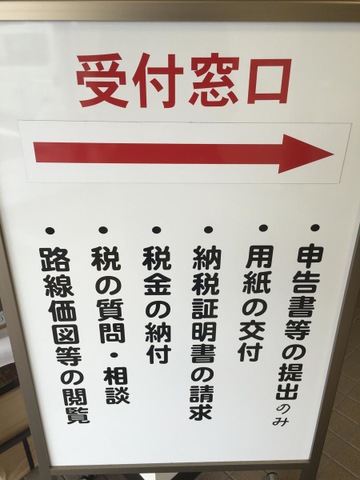 受付窓口
・申告書等の提出のみ
・用紙の交付
・納税証明書の請求
・税金の納付
・税の質問・相談
・路線価図等の閲覧